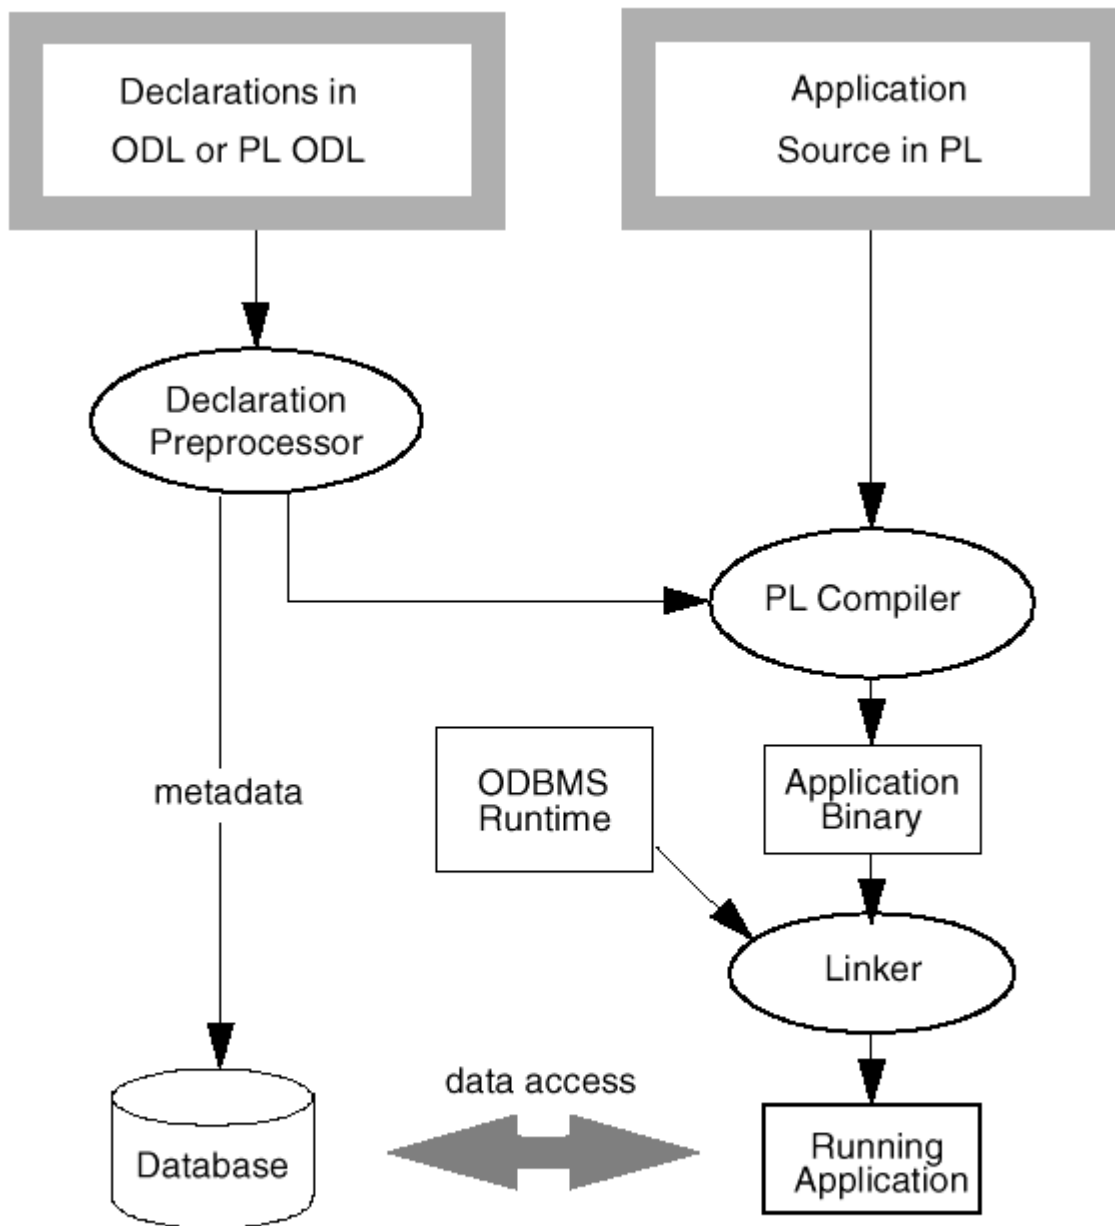 Declarations in
ODL or PL ODL
Application
Source in PL
Declaration
Preprocessor
PL Compiler
metadata
ODBMS
Runtime
Application
Binary
Linker
data access
Database
Running
Application